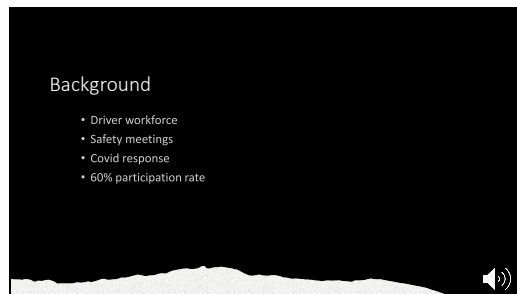 Background
• Driver workforce
• Safety meetings
• Covid response
• 60% participation rate